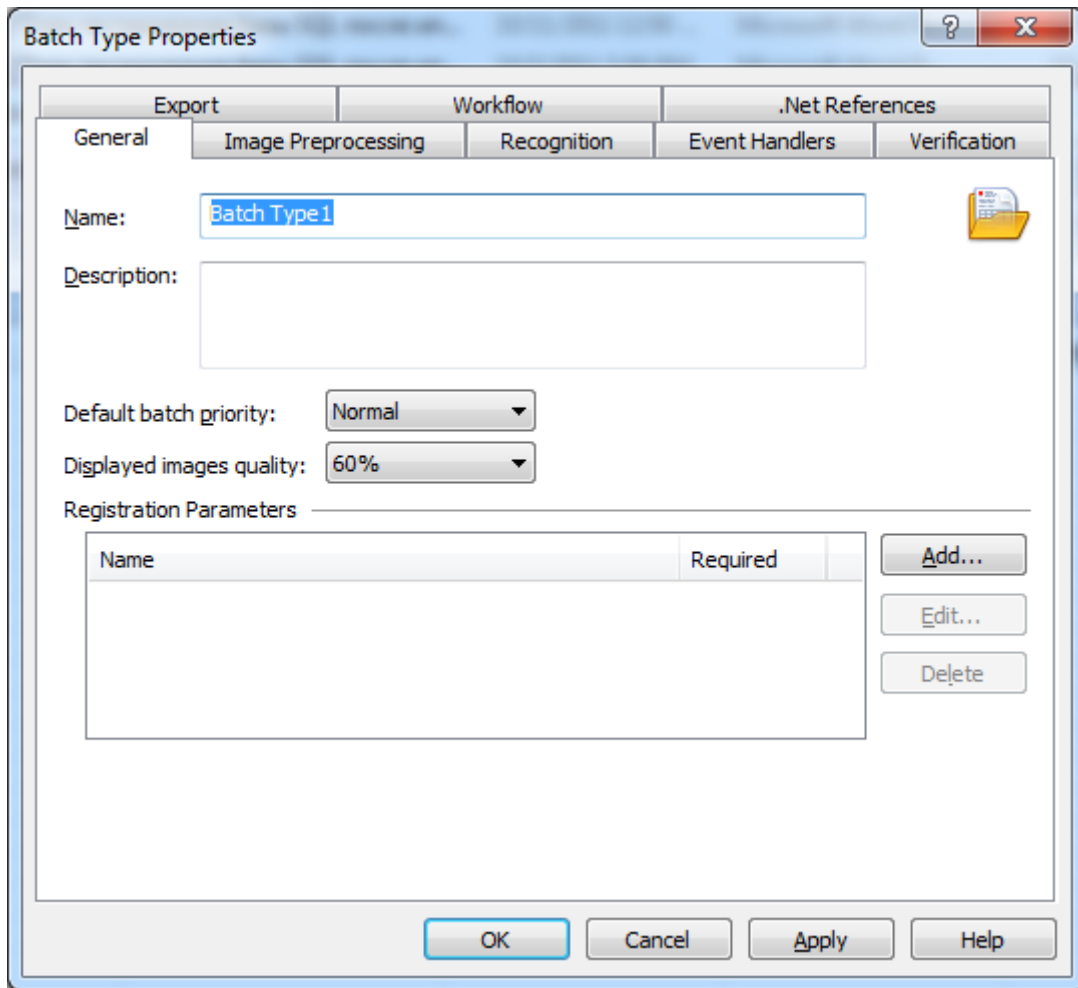 Batch Type Properties
Export Workflow .Net References
General Image Preprocessing Recognition Event Handlers Verification
Name: Batch Type1
Description:
Default batch priority: Normal
Displayed images quality: 60%
Registration Parameters
Name Required Add...
Edit...
Delete
OK Cancel Apply Help